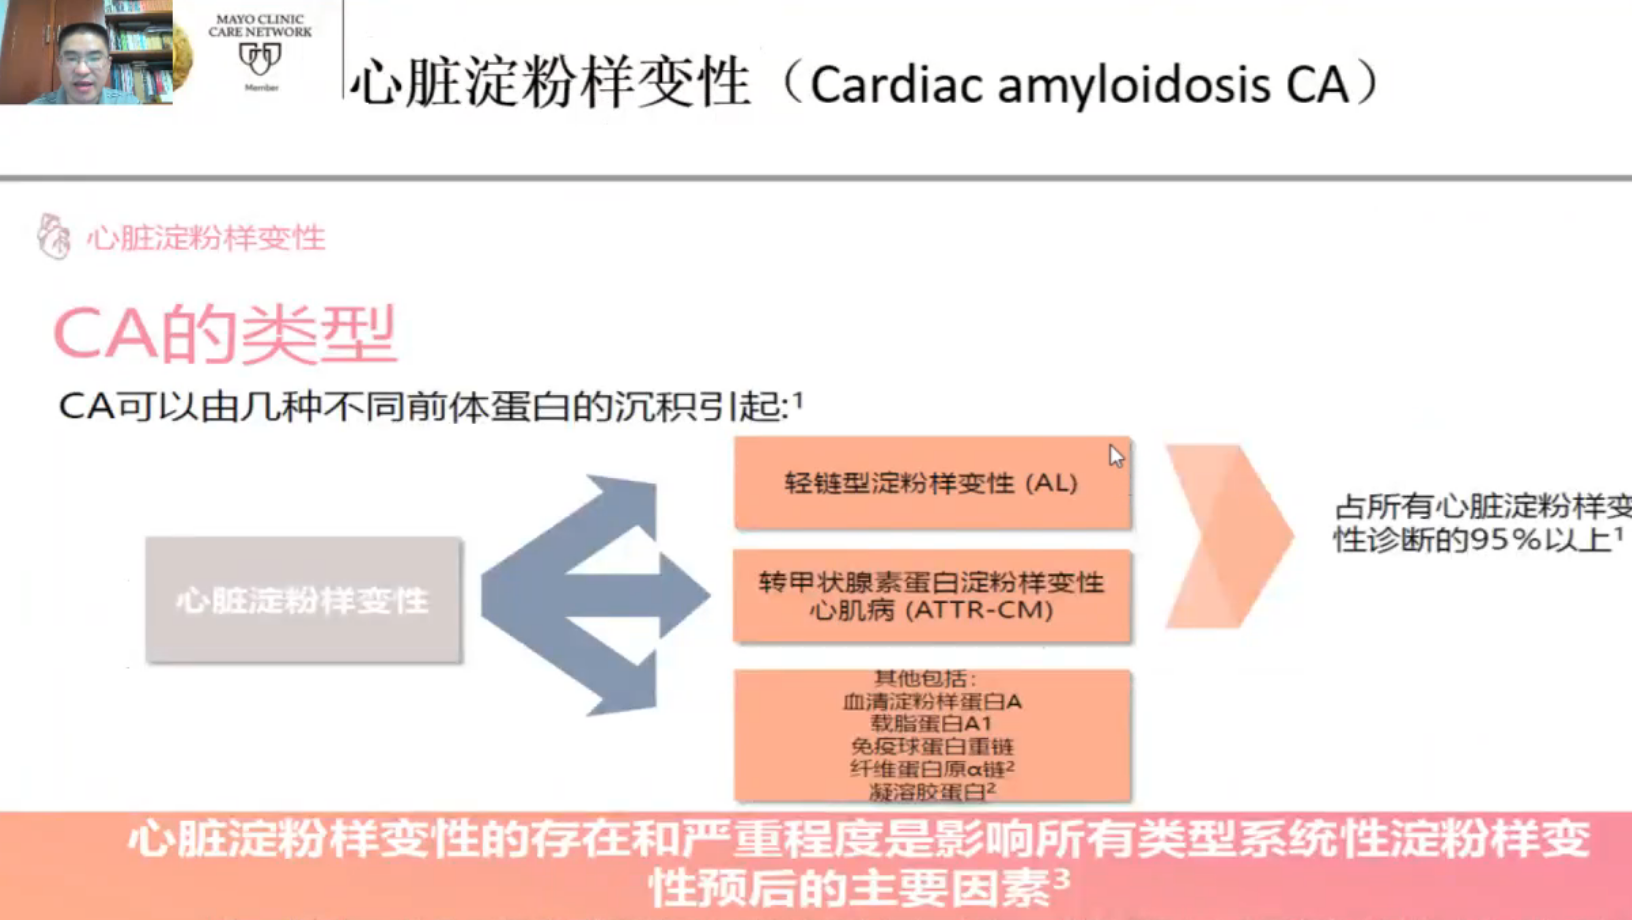 MAYO CLINIC
CARE NETWORK
Member
心脏淀粉样变性（Cardiac amyloidosis CA）
心脏淀粉样变性
CA的类型
CA可以由几种不同前体蛋白的沉积引起:¹
心脏淀粉样变性
轻链型淀粉样变性 (AL)
转甲状腺素蛋白淀粉样变性
心肌病 (ATTR-CM)
其他包括：
血清淀粉样蛋白A
载脂蛋白A1
免疫球蛋白重链
纤维蛋白原α链²
凝溶胶蛋白²
占所有心脏淀粉样变
性诊断的95%以上¹
心脏淀粉样变性的存在和严重程度是影响所有类型系统性淀粉样变
性预后的主要因素³